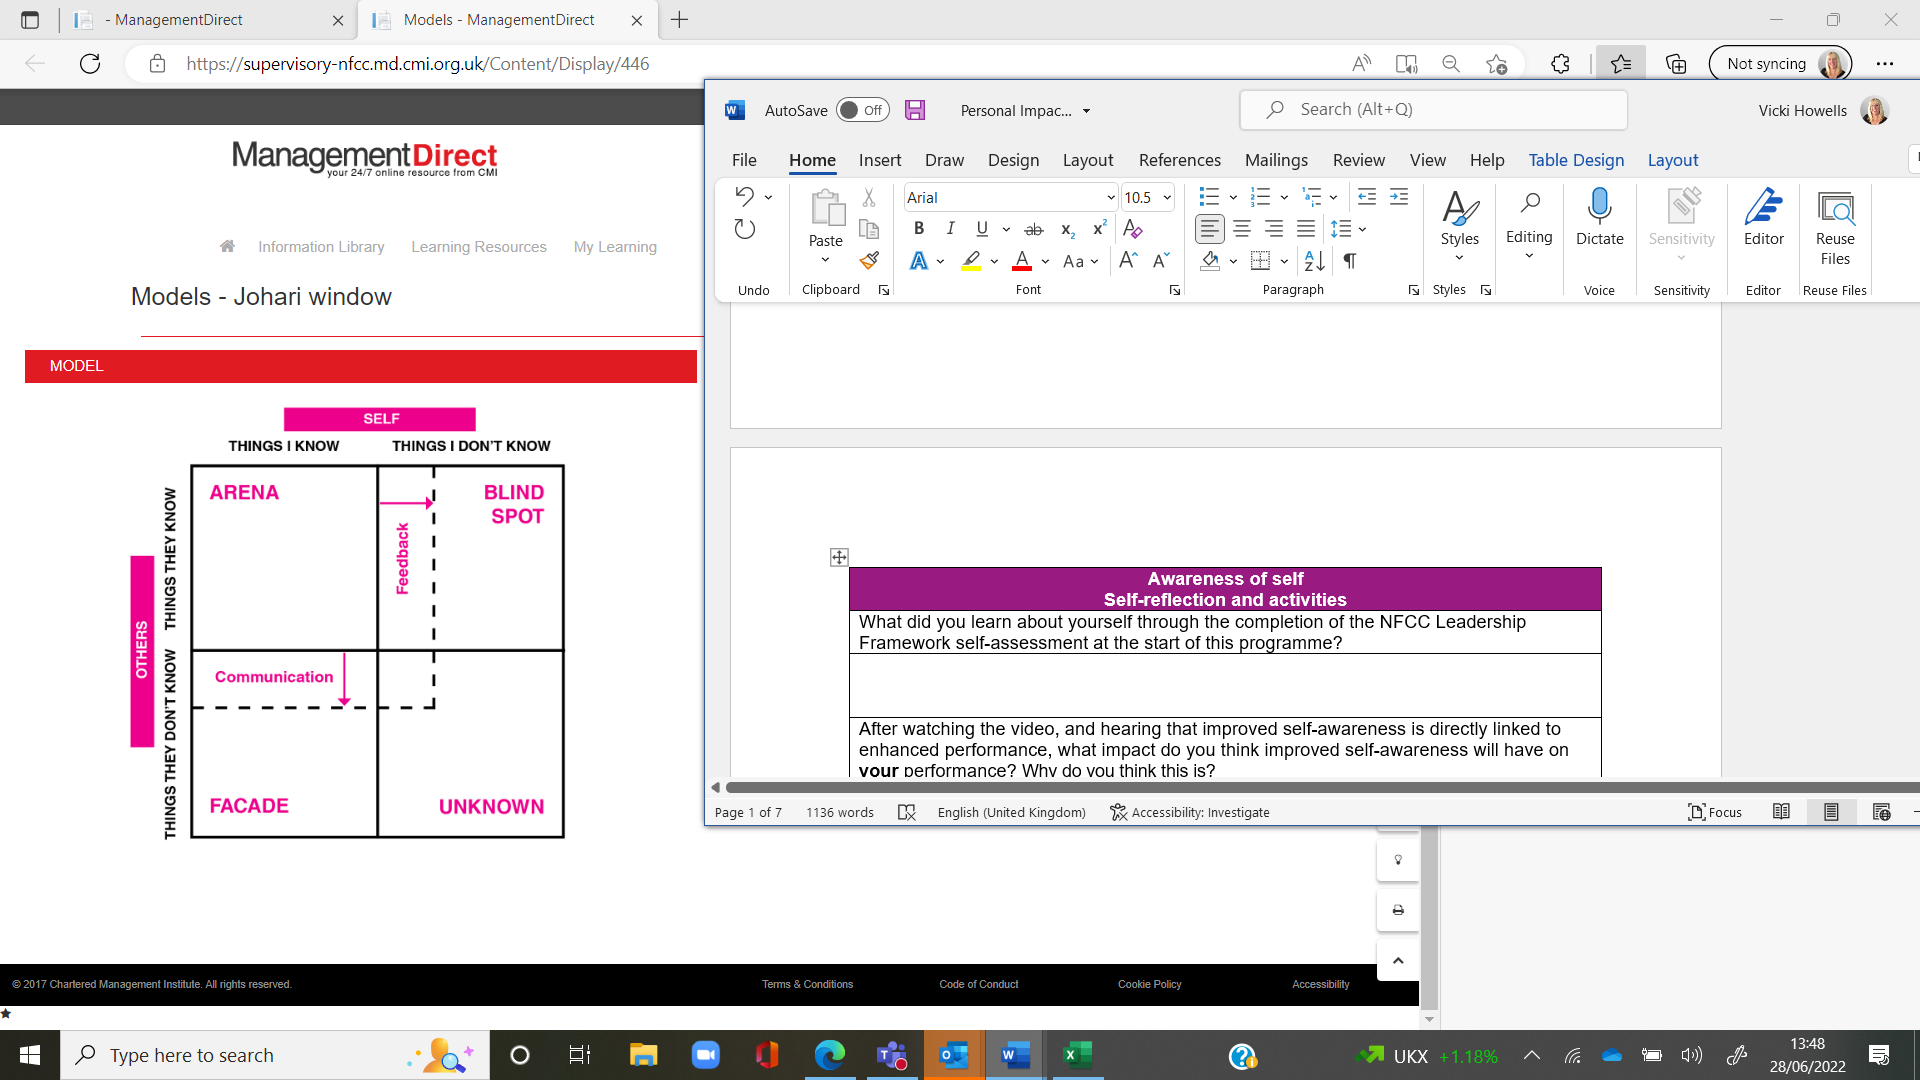 - ManagementDirect
Models - ManagementDirect
https://supervisory-nfcc.md.cmi.org.uk/Content/Display/446
Not syncing
ManagementDirect
your 24/7 online resource from CMI
Information Library
Learning Resources
My Learning
Models - Johari window
MODEL
SELF
THINGS I KNOW
THINGS I DON'T KNOW
OTHERS
THINGS THEY KNOW
THINGS THEY DON'T KNOW
ARENA
BLIND
SPOT
Feedback
Communication
FACADE
UNKNOWN
AutoSave
Off
Personal Impac...
Search (Alt+Q)
Vicki Howells
File
Home
Insert
Draw
Design
Layout
References
Mailings
Review
View
Help
Table Design
Layout
Paste
Arial
10.5
Styles
Editing
Dictate
Sensitivity
Editor
Reuse
Files
Undo
Clipboard
Font
Paragraph
Styles
Voice
Sensitivity
Editor
Reuse Files
Awareness of self
Self-reflection and activities
What did you learn about yourself through the completion of the NFCC Leadership
Framework self-assessment at the start of this programme?
After watching the video, and hearing that improved self-awareness is directly linked to
enhanced performance, what impact do you think improved self-awareness will have on
your performance? Why do you think this is?
Page 1 of 7
1136 words
English (United Kingdom)
Accessibility: Investigate
Focus
© 2017 Chartered Management Institute. All rights reserved.
Terms & Conditions
Code of Conduct
Cookie Policy
Accessibility
Type here to search
UKX +1.18%
13:48
28/06/2022